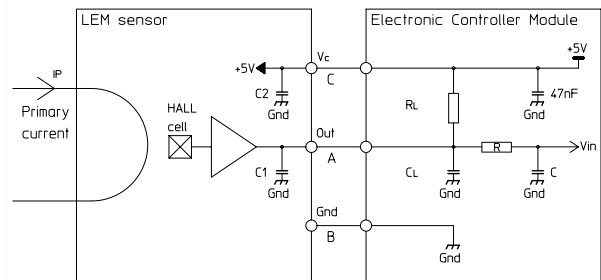 LEM sensor
Electronic Controller Module
IP
Primary
current
HALL
cell
+5V
C2
Gnd
C1
Gnd
Vc
C
Out
A
Gnd
B
+5V
RL
47nF
Gnd
R
Vin
CL
C
Gnd
Gnd
Gnd